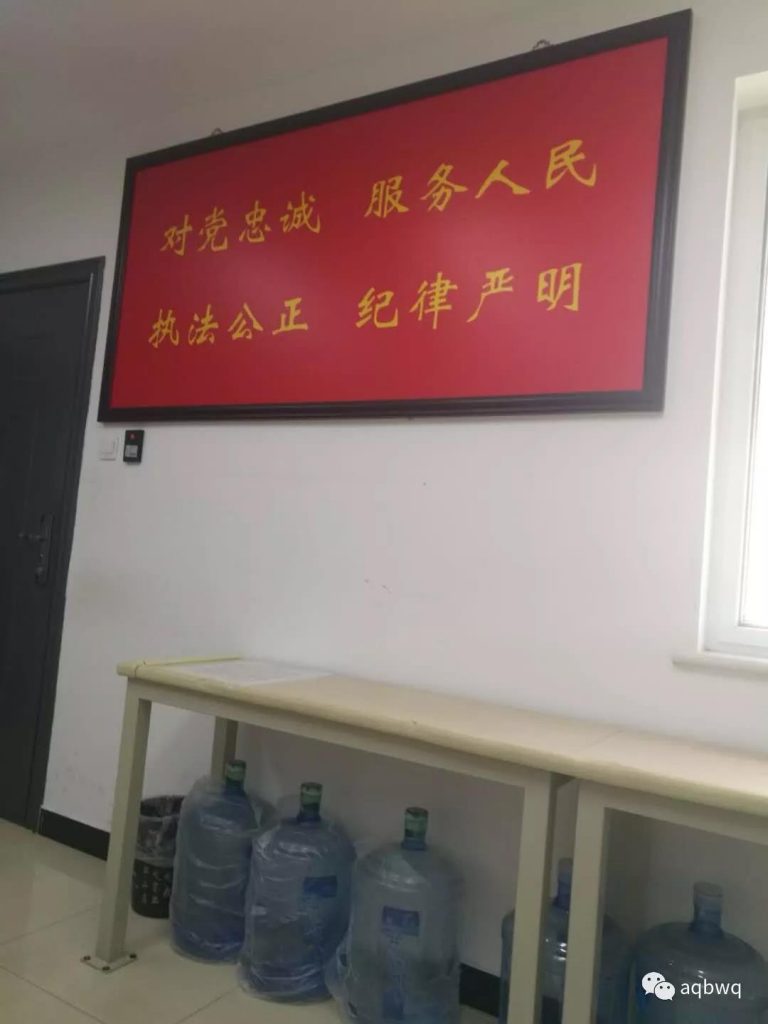 对党忠诚 服务人民
执法公正 纪律严明
aqbwq